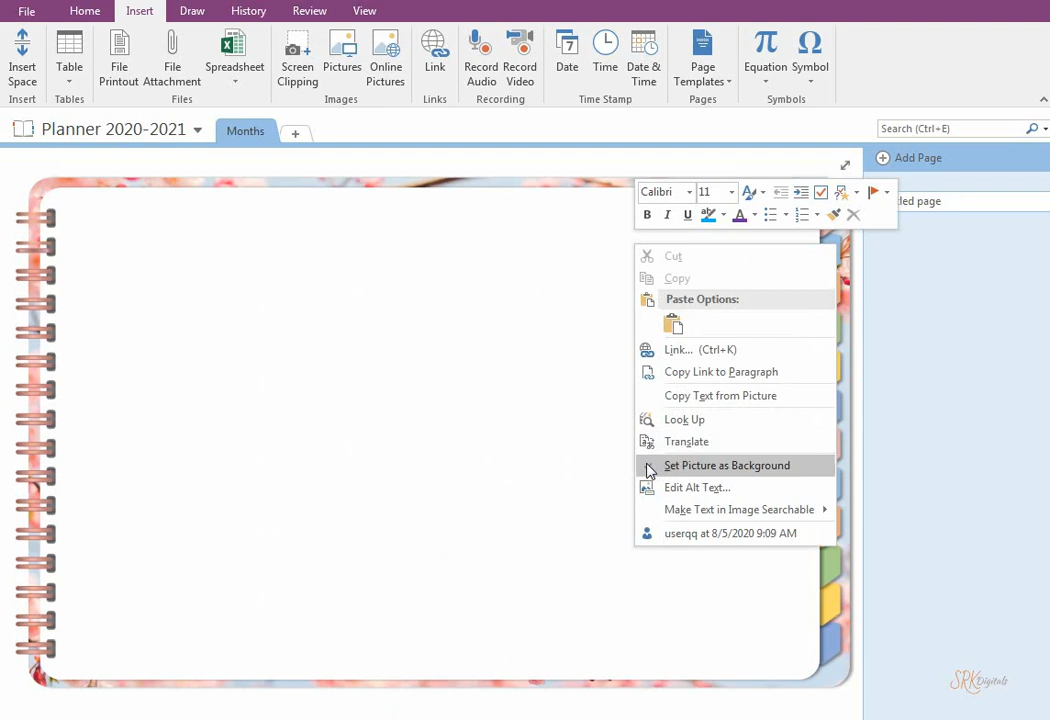 File Home Insert Draw History Review View
Insert Space
Table
File Printout
File Attachment
Spreadsheet
Screen Clipping
Pictures
Online Pictures
Link
Record Audio
Record Video
Date
Time
Date & Time
Page Templates
Equation
Symbol
Insert Tables Files Images Links Recording Time Stamp Pages Symbols
Planner 2020-2021 Months + Search (Ctrl+E)
Add Page
Calibri 11
led page
B I U ab A
Cut
Copy
Paste Options:
Link... (Ctrl+K)
Copy Link to Paragraph
Copy Text from Picture
Look Up
Translate
Set Picture as Background
Edit Alt Text...
Make Text in Image Searchable
userqq at 8/5/2020 9:09 AM
SRKDigitals